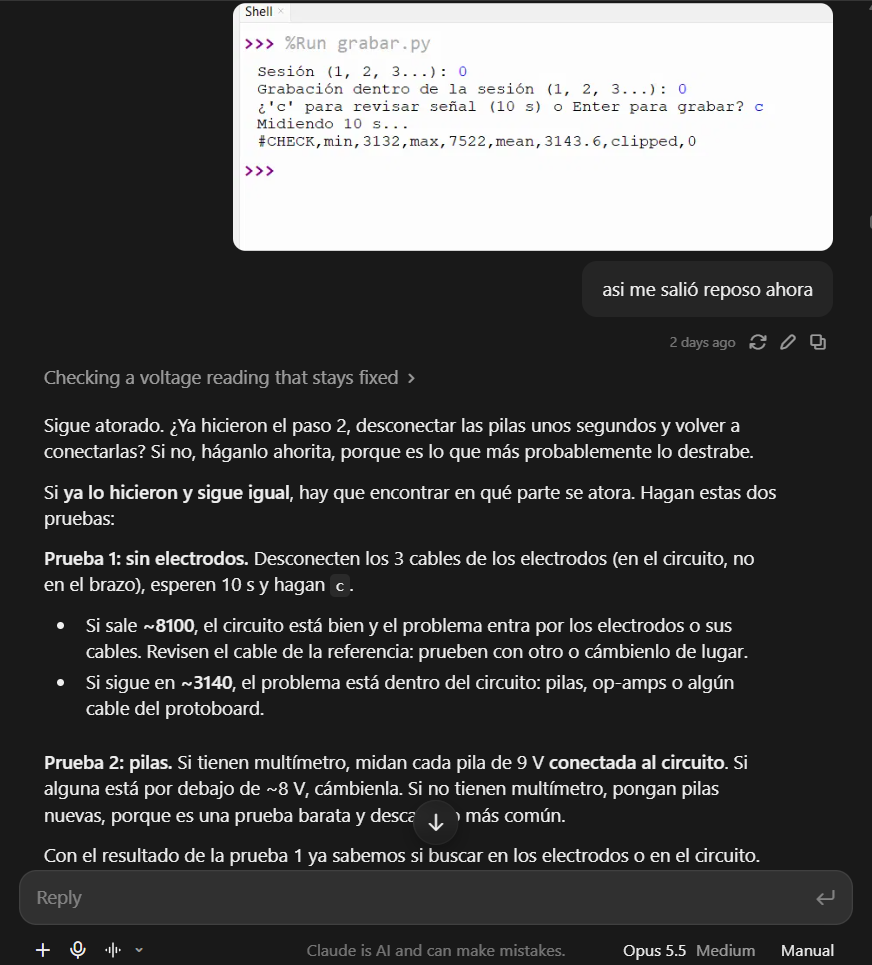 Shell ×
>>> %Run grabar.py
Sesión (1, 2, 3...): 0
Grabación dentro de la sesión (1, 2, 3...): 0
¿'c' para revisar señal (10 s) o Enter para grabar? c
Midiendo 10 s...
#CHECK,min,3132,max,7522,mean,3143.6,clipped,0
>>>
asi me salió reposo ahora
2 days ago
Checking a voltage reading that stays fixed >
Sigue atorado. ¿Ya hicieron el paso 2, desconectar las pilas unos segundos y volver a
conectarlas? Si no, háganlo ahorita, porque es lo que más probablemente lo destrabe.
Si ya lo hicieron y sigue igual, hay que encontrar en qué parte se atora. Hagan estas dos
pruebas:
Prueba 1: sin electrodos. Desconecten los 3 cables de los electrodos (en el circuito, no
en el brazo), esperen 10 s y hagan c.
• Si sale ~8100, el circuito está bien y el problema entra por los electrodos o sus
cables. Revisen el cable de la referencia: prueben con otro o cámbienlo de lugar.
• Si sigue en ~3140, el problema está dentro del circuito: pilas, op-amps o algún
cable del protoboard.
Prueba 2: pilas. Si tienen multímetro, midan cada pila de 9 V conectada al circuito. Si
alguna está por debajo de ~8 V, cámbienla. Si no tienen multímetro, pongan pilas
nuevas, porque es una prueba barata y más común.
Con el resultado de la prueba 1 ya sabemos si buscar en los electrodos o en el circuito.
Reply
Claude is AI and can make mistakes.
Opus 5.5 Medium
Manual